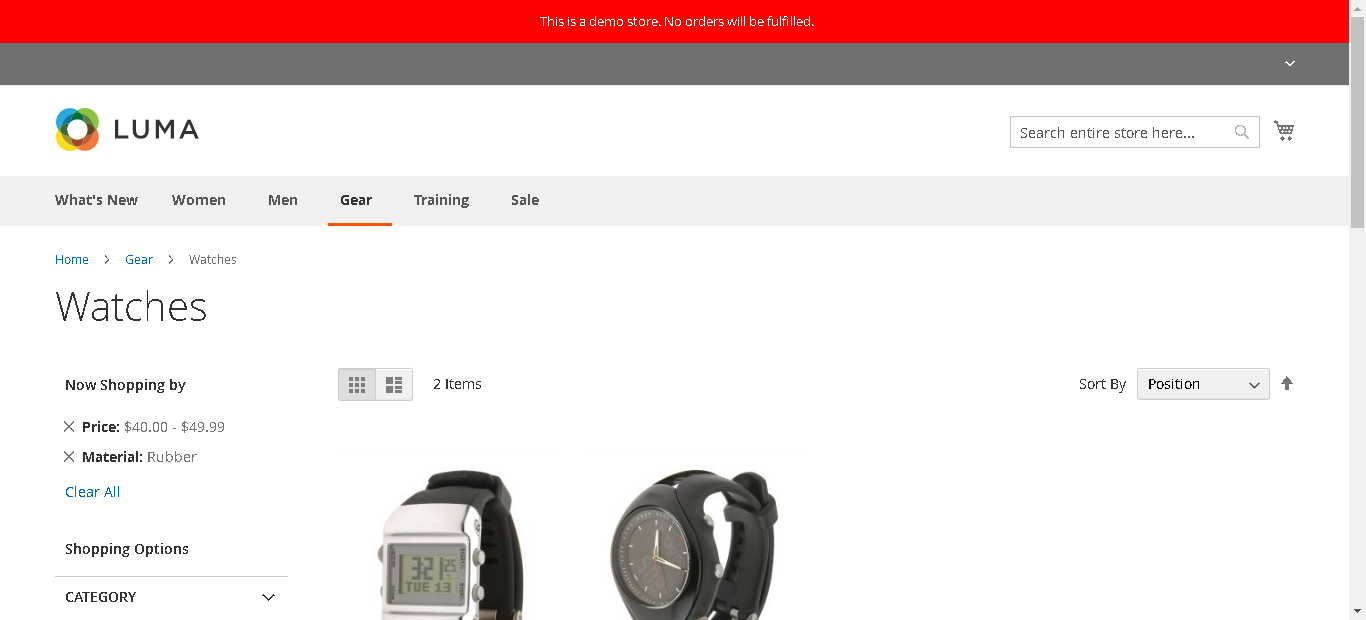 This is a demo store. No orders will be fulfilled.
LUMA
Search entire store here...
What's New Women Men Gear Training Sale
Home Gear Watches
Watches
Now Shopping by
2 Items
Sort By Position
Price: $40.00 - $49.99
Material: Rubber
Clear All
Shopping Options
CATEGORY
3:21
TUE 13